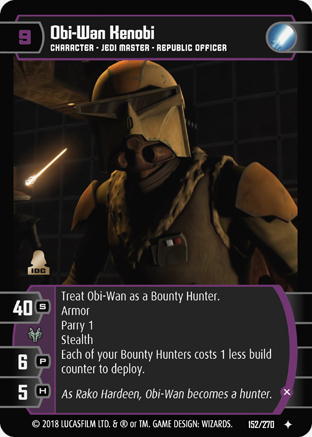 9
Obi-Wan Kenobi
CHARACTER • JEDI MASTER • REPUBLIC OFFICER
IDC
40 S
Treat Obi-Wan as a Bounty Hunter.
Armor
Parry 1
Stealth
6 P
Each of your Bounty Hunters costs 1 less build
counter to deploy.
5 H
As Rako Hardeen, Obi-Wan becomes a hunter.
© 2018 LUCASFILM LTD. & ® or TM. GAME DESIGN: WIZARDS.
152/270